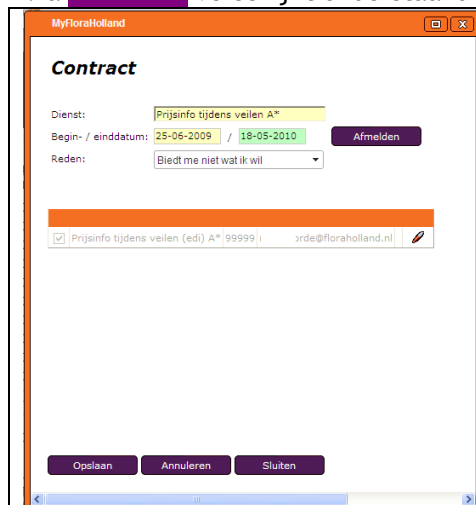 MyFloraHolland
Contract
Dienst: Prijsinfo tijdens veilen A*
Begin- / einddatum: 25-06-2009 / 18-05-2010 Afmelden
Reden: Biedt me niet wat ik wil
Prijsinfo tijdens veilen (edi) A* 99999 orde@floraholland.nl
Opslaan Annuleren Sluiten